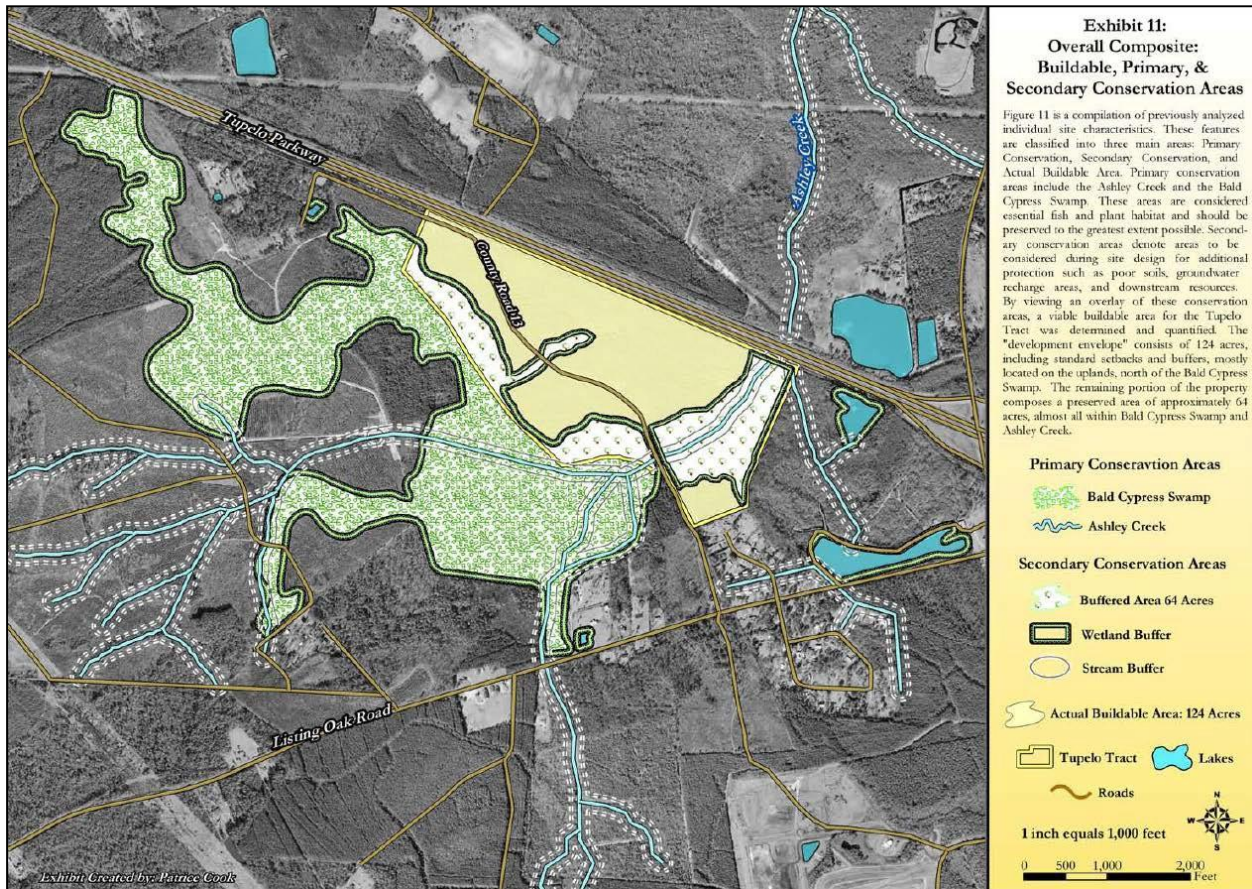 Tupelo Parkway
Ashley Creek
County Road 13
Listing Oak Road
Exhibit Created by: Patrice Cook
Exhibit 11:
Overall Composite:
Buildable, Primary, &
Secondary Conservation Areas
Figure 11 is a compilation of previously analyzed
individual site characteristics. These features
are classified into three main areas: Primary
Conservation, Secondary Conservation, and
Actual Buildable Area. Primary conservation
areas include the Ashley Creek and the Bald
Cypress Swamp. These areas are considered
essential fish and plant habitat and should be
preserved to the greatest extent possible. Second-
ary conservation areas denote areas to be
considered during site design for additional
protection such as poor soils, groundwater
recharge areas, and downstream resources.
By viewing an overlay of these conservation
areas, a viable buildable area for the Tupelo
Tract was determined and quantified. The
"development envelope" consists of 124 acres,
including standard setbacks and buffers, mostly
located on the uplands, north of the Bald Cypress
Swamp. The remaining portion of the property
composes a preserved area of approximately 64
acres, almost all within Bald Cypress Swamp and
Ashley Creek.
Primary Conseravtion Areas
Bald Cypress Swamp
Ashley Creek
Secondary Conservation Areas
Buffered Area 64 Acres
Wetland Buffer
Stream Buffer
Actual Buildable Area: 124 Acres
Tupelo Tract
Lakes
Roads
N
W E
S
1 inch equals 1,000 feet
0 500 1,000 2,000
Feet